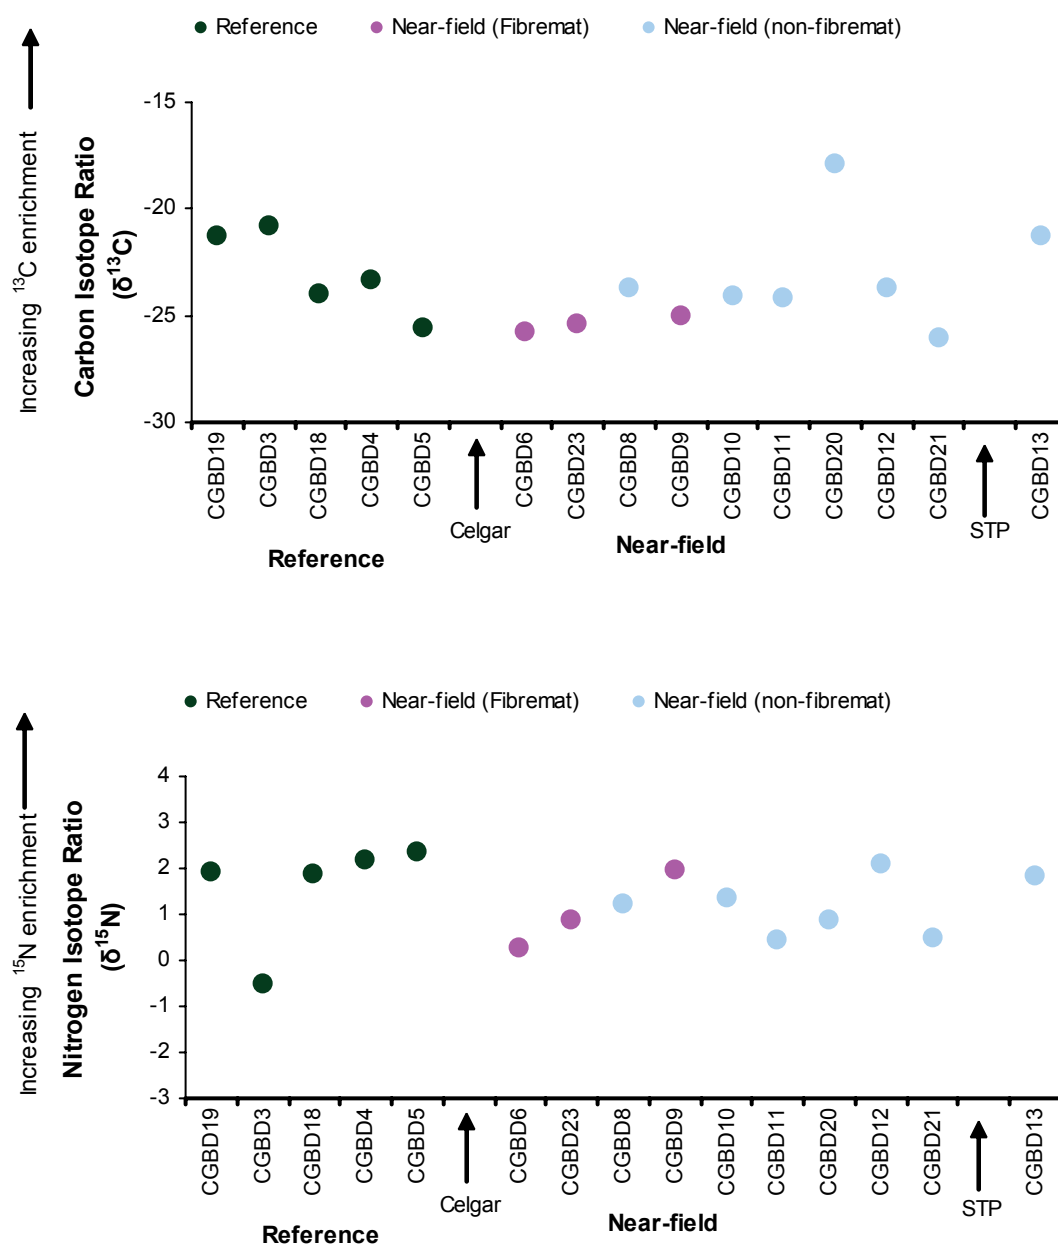 Reference Near-field (Fibremat) Near-field (non-fibremat)
Increasing ¹³C enrichment
Carbon Isotope Ratio
(δ¹³C)
-15
-20
-25
-30
CGBD19 CGBD3 CGBD18 CGBD4 CGBD5 CGBD6 CGBD23 CGBD8 CGBD9 CGBD10 CGBD11 CGBD20 CGBD12 CGBD21 CGBD13
Celgar STP
Reference Near-field
Reference Near-field (Fibremat) Near-field (non-fibremat)
Increasing ¹⁵N enrichment
Nitrogen Isotope Ratio
(δ¹⁵N)
4
3
2
1
0
-1
-2
-3
CGBD19 CGBD3 CGBD18 CGBD4 CGBD5 CGBD6 CGBD23 CGBD8 CGBD9 CGBD10 CGBD11 CGBD20 CGBD12 CGBD21 CGBD13
Celgar STP
Reference Near-field